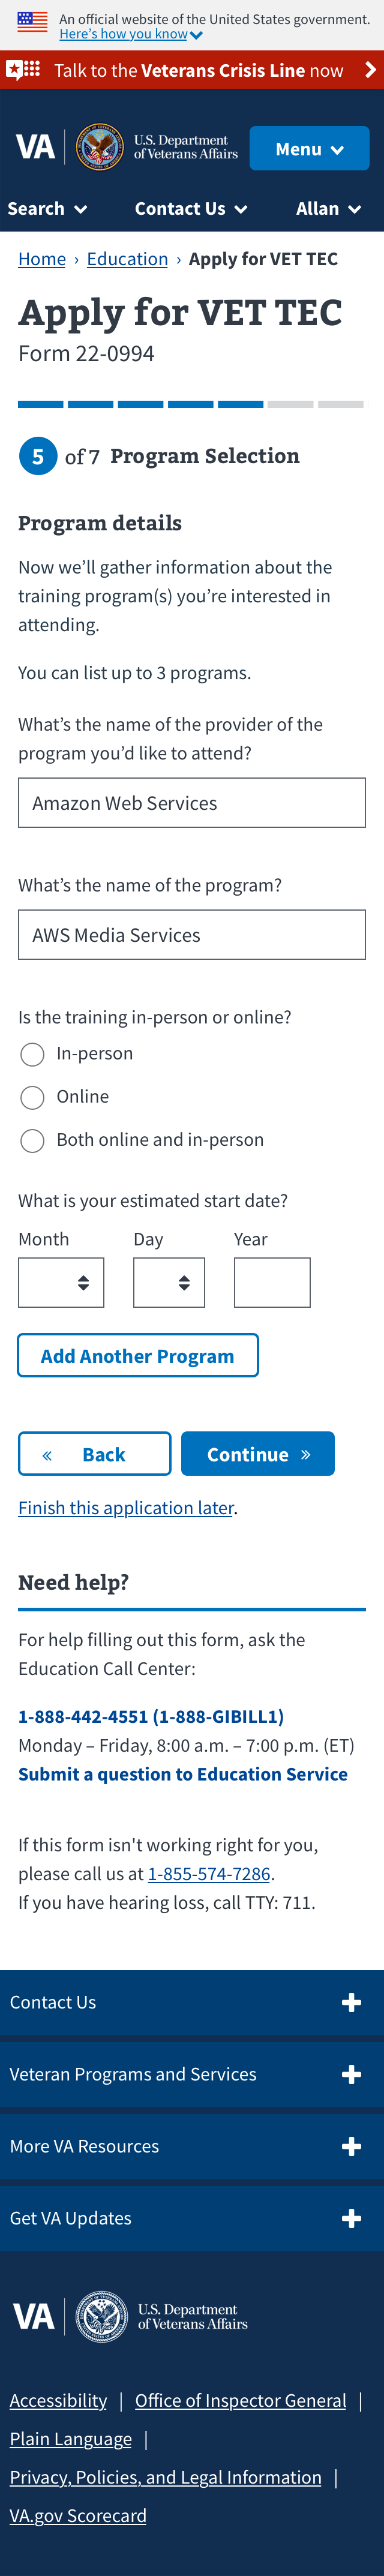 An official website of the United States government.
Here’s how you know
Talk to the Veterans Crisis Line now
VA
U.S. Department
of Veterans Affairs
Menu
Search
Contact Us
Allan
Home › Education › Apply for VET TEC
Apply for VET TEC
Form 22-0994
5 of 7 Program Selection
Program details
Now we’ll gather information about the
training program(s) you’re interested in
attending.
You can list up to 3 programs.
What’s the name of the provider of the
program you’d like to attend?
Amazon Web Services
What’s the name of the program?
AWS Media Services
Is the training in-person or online?
In-person
Online
Both online and in-person
What is your estimated start date?
Month Day Year
Add Another Program
« Back
Continue »
Finish this application later.
Need help?
For help filling out this form, ask the
Education Call Center:
1-888-442-4551 (1-888-GIBILL1)
Monday – Friday, 8:00 a.m. – 7:00 p.m. (ET)
Submit a question to Education Service
If this form isn't working right for you,
please call us at 1-855-574-7286.
If you have hearing loss, call TTY: 711.
Contact Us
Veteran Programs and Services
More VA Resources
Get VA Updates
VA
U.S. Department
of Veterans Affairs
Accessibility | Office of Inspector General |
Plain Language |
Privacy, Policies, and Legal Information |
VA.gov Scorecard